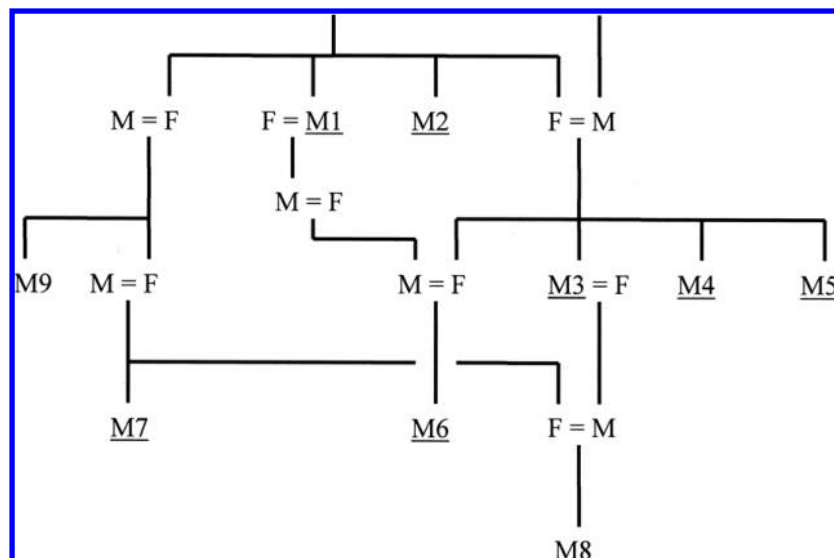 M = F F = M1 M2 F = M
M = F
M9 M = F M = F M3 = F M4 M5
M7 M6 F = M
M8